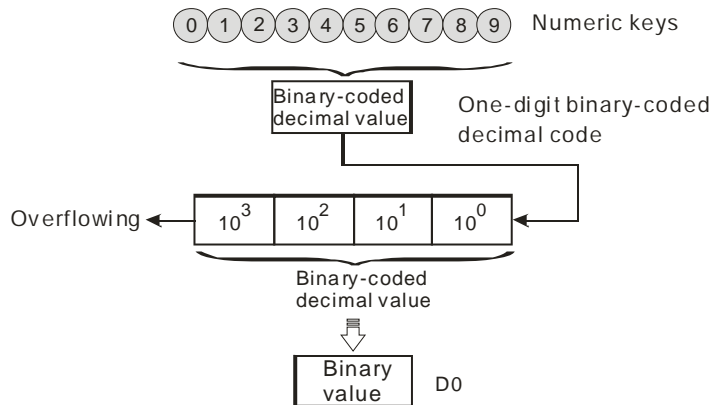 0 1 2 3 4 5 6 7 8 9 Numeric keys
Binary-coded
decimal value
One-digit binary-coded
decimal code
Overflowing
10³ 10² 10¹ 10⁰
Binary-coded
decimal value
Binary
value
D0